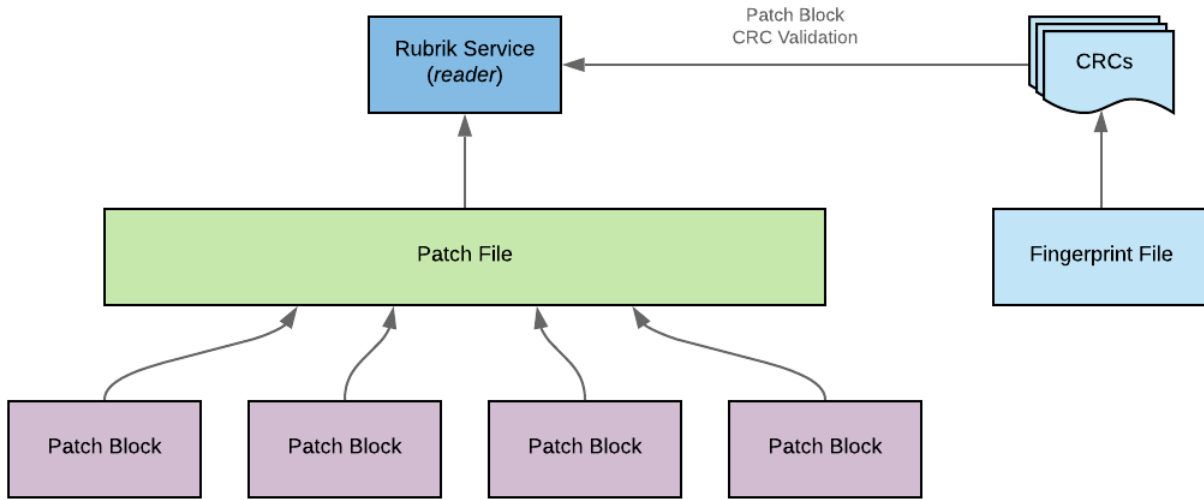 Patch Block
CRC Validation
Rubrik Service
(reader)
CRCs
Patch File
Fingerprint File
Patch Block
Patch Block
Patch Block
Patch Block